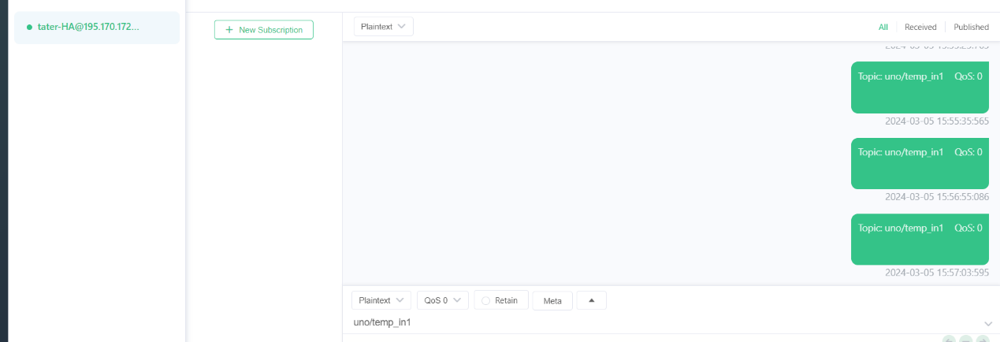 tater-HA@195.170.172...
New Subscription
Plaintext
All
Received
Published
Topic: uno/temp_in1 QoS: 0
2024-03-05 15:55:35:565
Topic: uno/temp_in1 QoS: 0
2024-03-05 15:56:55:086
Topic: uno/temp_in1 QoS: 0
2024-03-05 15:57:03:595
Plaintext
QoS 0
Retain
Meta
uno/temp_in1